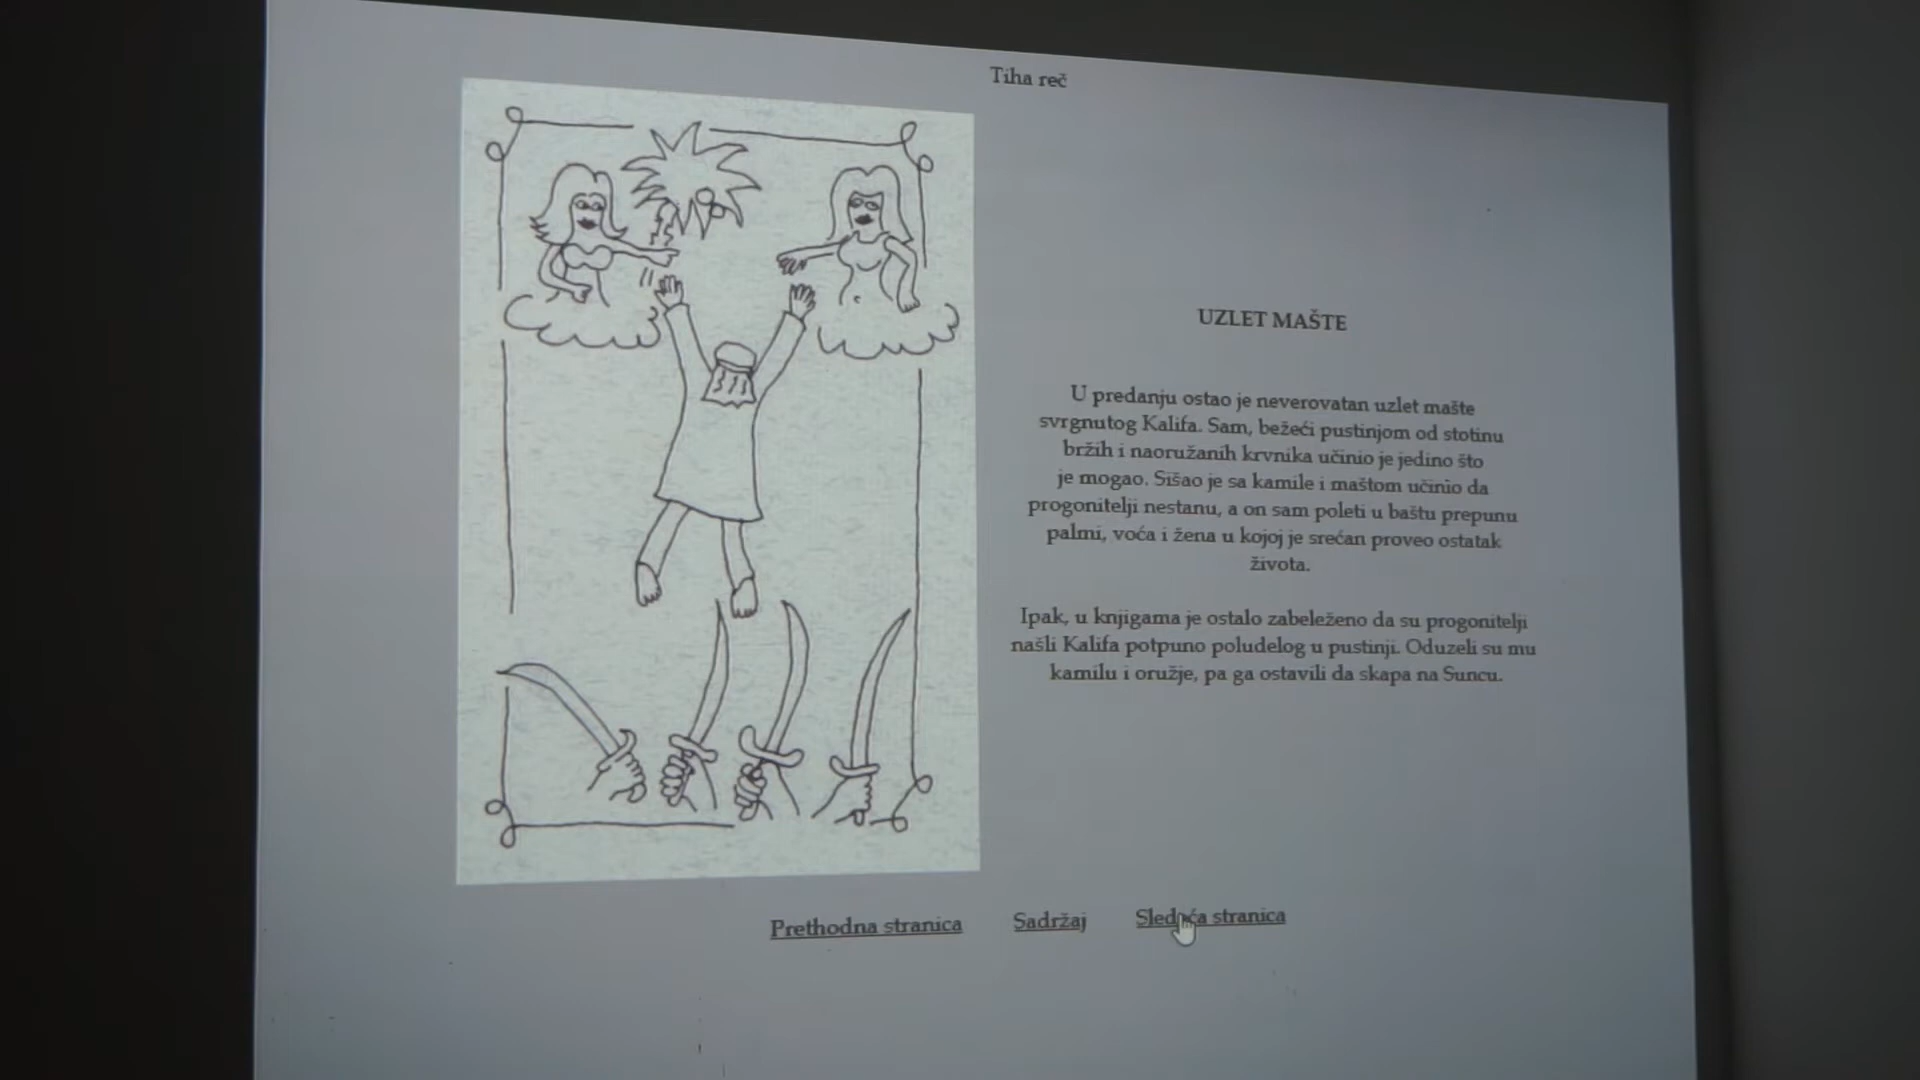 Tiha reč
UZLET MAŠTE
U predanju ostao je neverovatan uzlet mašte
svrgnutog Kalifa. Sam, bežeći pustinjom od stotinu
bržih i naoružanih krvnika učinio je jedino što
je mogao. Sišao je sa kamile i maštom učinio da
progonitelji nestanu, a on sam poleti u baštu prepunu
palmi, voća i žena u kojoj je srećan proveo ostatak
života.
Ipak, u knjigama je ostalo zabeleženo da su progonitelji
našli Kalifa potpuno poludelog u pustinji. Oduzeli su mu
kamilu i oružje, pa ga ostavili da skapa na Suncu.
Prethodna stranica Sadržaj Sledeća stranica